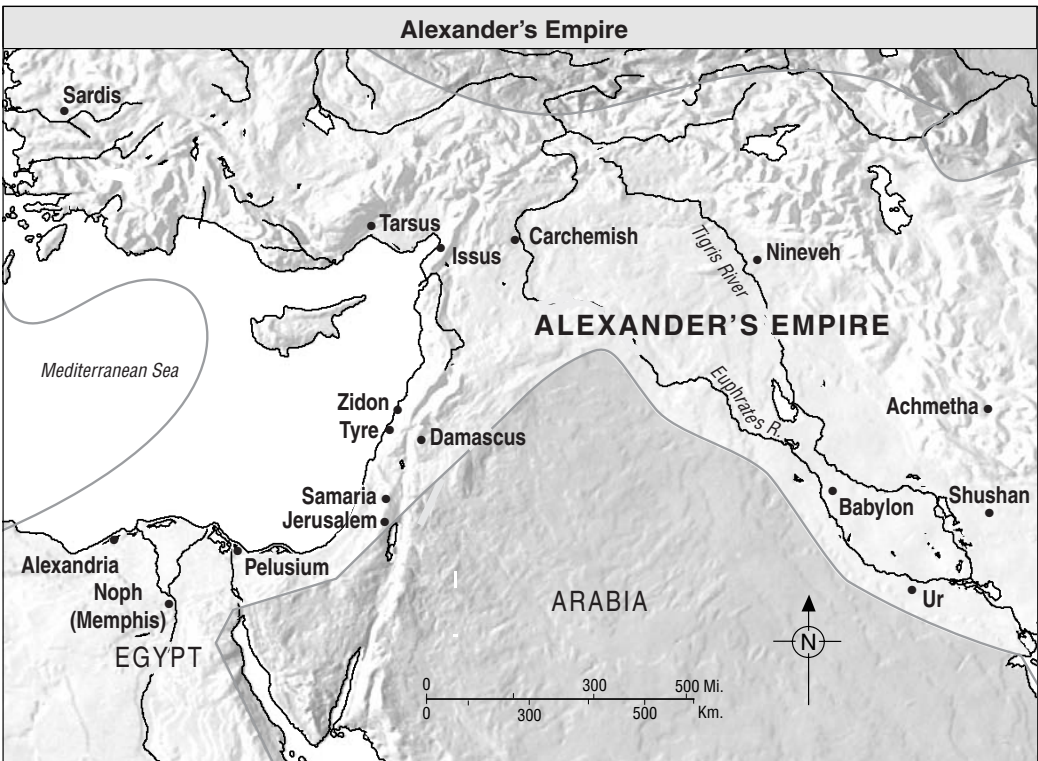 Alexander's Empire
Sardis
Tarsus
Issus
Carchemish
Tigris River
Nineveh
ALEXANDER'S EMPIRE
Mediterranean Sea
Euphrates R.
Zidon
Tyre
Damascus
Achmetha
Samaria
Jerusalem
Babylon
Shushan
Alexandria
Pelusium
Noph
(Memphis)
Ur
ARABIA
EGYPT
N
0 300 500 Mi.
0 300 500 Km.